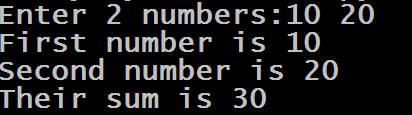 Enter 2 numbers:10 20
First number is 10
Second number is 20
Their sum is 30